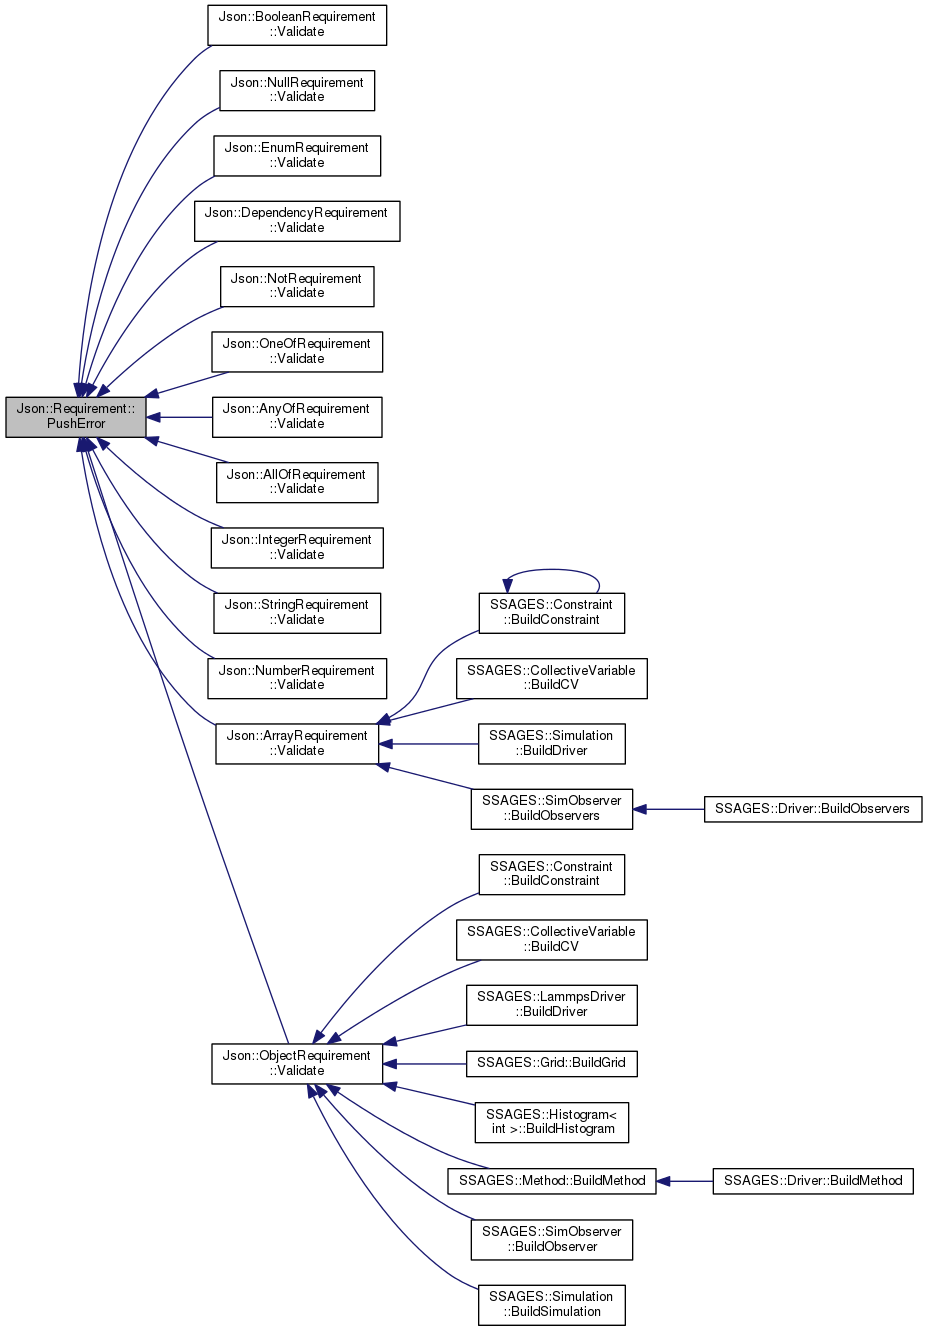 Json::BooleanRequirement
::Validate
Json::NullRequirement
::Validate
Json::EnumRequirement
::Validate
Json::DependencyRequirement
::Validate
Json::NotRequirement
::Validate
Json::OneOfRequirement
::Validate
Json::Requirement::
PushError
Json::AnyOfRequirement
::Validate
Json::AllOfRequirement
::Validate
Json::IntegerRequirement
::Validate
Json::StringRequirement
::Validate
SSAGES::Constraint
::BuildConstraint
Json::NumberRequirement
::Validate
SSAGES::CollectiveVariable
::BuildCV
Json::ArrayRequirement
::Validate
SSAGES::Simulation
::BuildDriver
SSAGES::SimObserver
::BuildObservers
SSAGES::Driver::BuildObservers
SSAGES::Constraint
::BuildConstraint
SSAGES::CollectiveVariable
::BuildCV
SSAGES::LammpsDriver
::BuildDriver
Json::ObjectRequirement
::Validate
SSAGES::Grid::BuildGrid
SSAGES::Histogram<
int >::BuildHistogram
SSAGES::Method::BuildMethod
SSAGES::Driver::BuildMethod
SSAGES::SimObserver
::BuildObserver
SSAGES::Simulation
::BuildSimulation